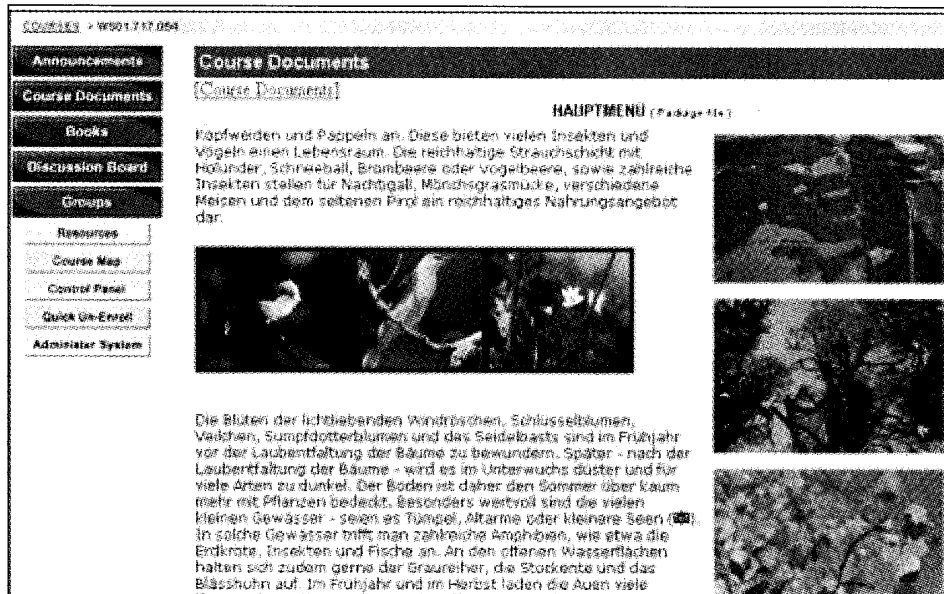 COURSES > WS01.717.064
Announcements
Course Documents
Books
Discussion Board
Groups
Resources
Course Map
Control Panel
Quick Un-Enroll
Administer System
Course Documents
[Course Documents]
HAUPTMENÜ [Package file]
Kopfweiden und Pappeln an. Diese bieten vielen Insekten und
Vögeln einen Lebensraum. Die reichhaltige Strauchschicht mit
Holunder, Schneeball, Brombeere oder Vogelbeere, sowie zahlreiche
Insekten stellen für Nachtigall, Mönchsgrasmücke, verschiedene
Meisen und dem seltenen Pirol ein reichhaltiges Nahrungsangebot
dar.
Die Blüten der lichtliebenden Windröschen, Schlüsselblumen,
Veilchen, Sumpfdotterblumen und des Seidelbasts sind im Frühjahr
vor der Laubentfaltung der Bäume zu bewundern. Später - nach der
Laubentfaltung der Bäume - wird es im Unterwuchs düster und für
viele Arten zu dunkel. Der Boden ist daher den Sommer über kaum
mehr mit Pflanzen bedeckt. Besonders wertvoll sind die vielen
kleinen Gewässer - seien es Tümpel, Altarme oder kleinere Seen ( ).
In solche Gewässer trifft man zahlreiche Amphibien, wie etwa die
Erdkröte, Insekten und Fische an. An den offenen Wasserflächen
halten sich zudem gerne der Graureiher, die Stockente und das
Blässhuhn auf. Im Frühjahr und im Herbst laden die Auen viele